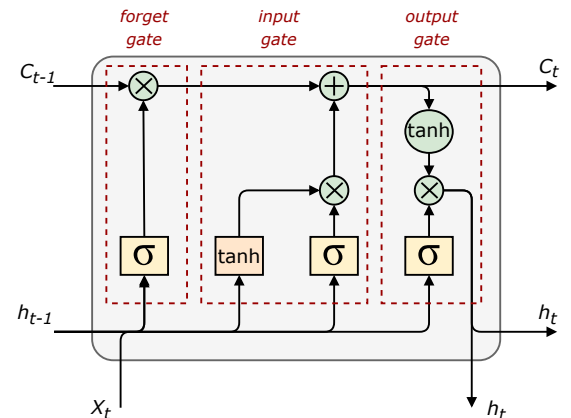 forget
gate
input
gate
output
gate
C_{t-1}
C_t
×
+
tanh
×
×
σ
tanh
σ
σ
h_{t-1}
h_t
X_t
h_t